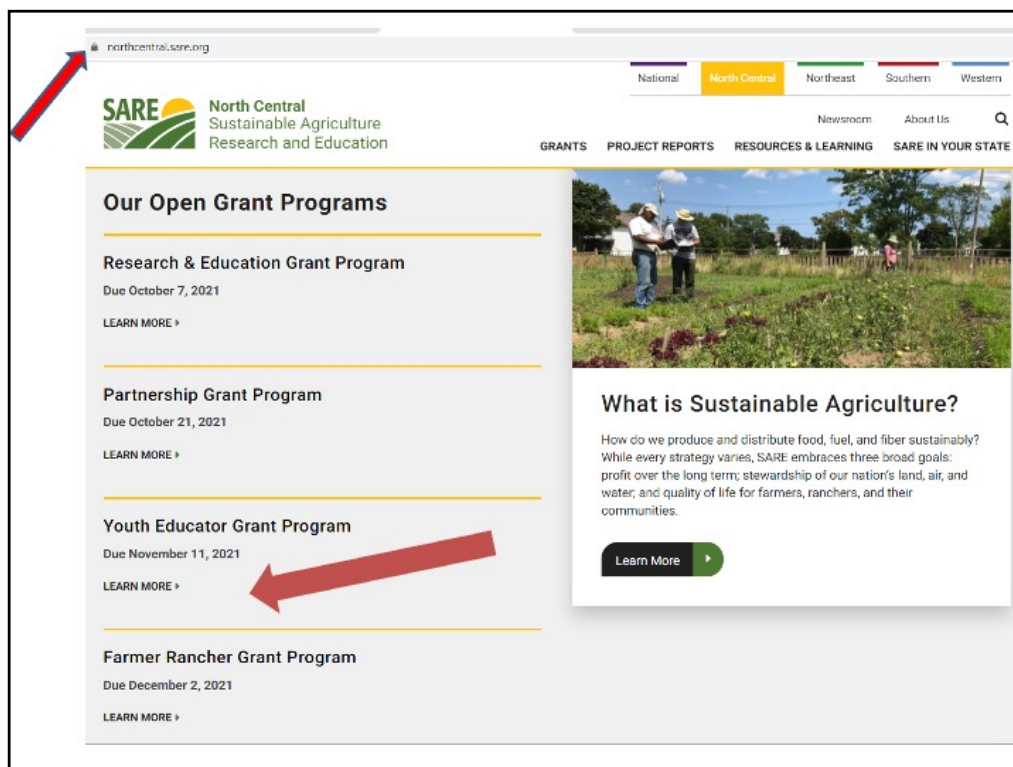 northcentral.sare.org
National North Central Northeast Southern Western
SARE
North Central
Sustainable Agriculture
Research and Education
Newsroom About Us
GRANTS PROJECT REPORTS RESOURCES & LEARNING SARE IN YOUR STATE
Our Open Grant Programs
Research & Education Grant Program
Due October 7, 2021
LEARN MORE
Partnership Grant Program
Due October 21, 2021
LEARN MORE
Youth Educator Grant Program
Due November 11, 2021
LEARN MORE
Farmer Rancher Grant Program
Due December 2, 2021
LEARN MORE
What is Sustainable Agriculture?
How do we produce and distribute food, fuel, and fiber sustainably?
While every strategy varies, SARE embraces three broad goals:
profit over the long term; stewardship of our nation's land, air, and
water; and quality of life for farmers, ranchers, and their
communities.
Learn More